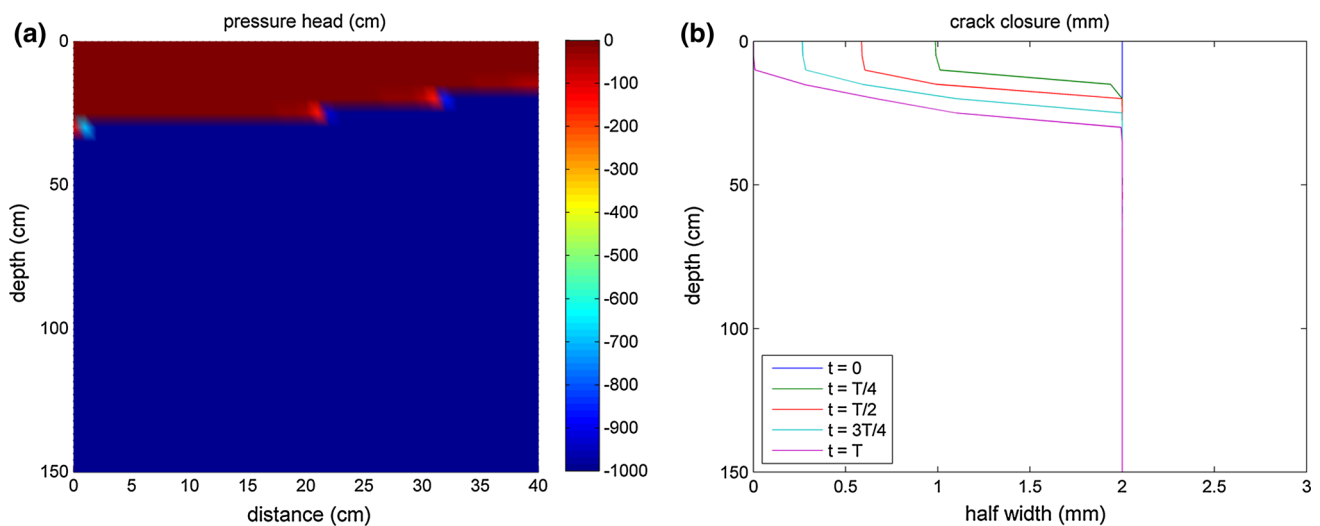 (a)
pressure head (cm)
0
50
100
150
depth (cm)
0 5 10 15 20 25 30 35 40
distance (cm)
0
-100
-200
-300
-400
-500
-600
-700
-800
-900
-1000
(b)
crack closure (mm)
0
50
100
150
depth (cm)
t = 0
t = T/4
t = T/2
t = 3T/4
t = T
0 0.5 1 1.5 2 2.5 3
half width (mm)